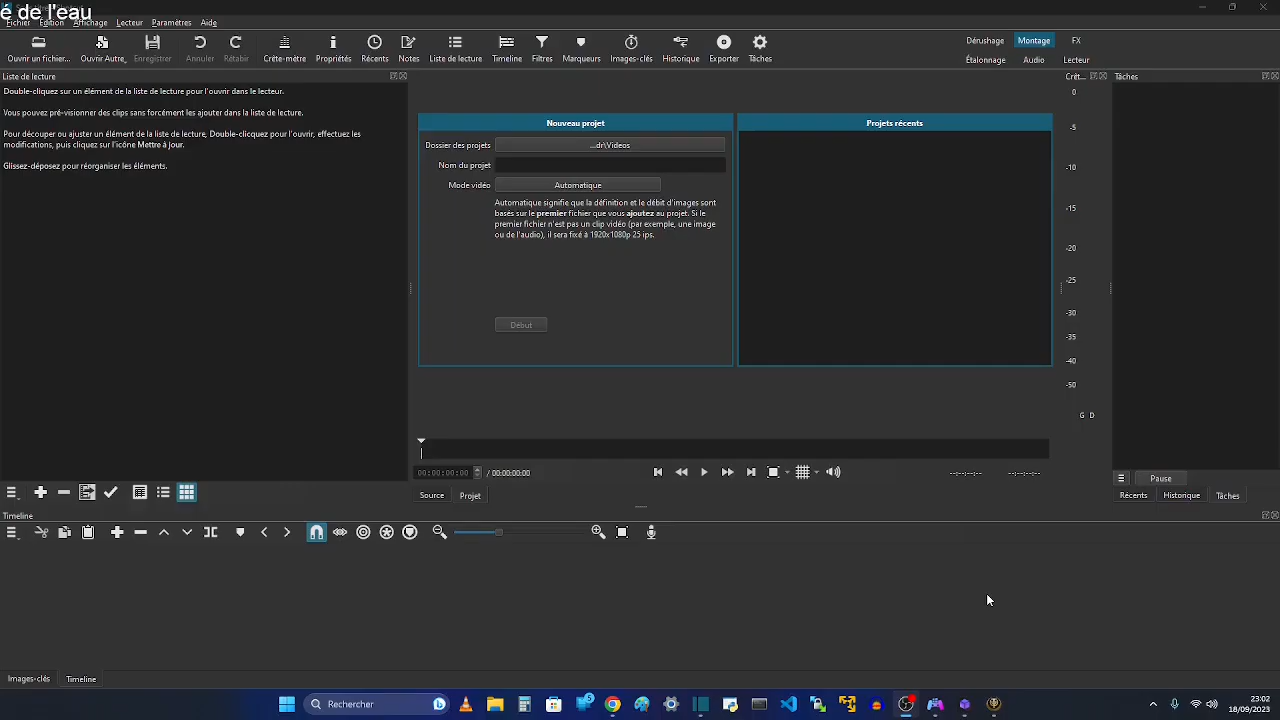 é de l'eau
Fichier Edition Affichage Lecteur Paramètres Aide
Ouvrir un fichier... Ouvrir Autre, Enregistrer Annuler Rétabir Crête-mètre Propriétés Récents Notes Liste de lecture Timeline Filtres Marqueurs Images-clés Historique Exporter Tâches
Dérushage Montage FX
Étalonnage Audio Lecteur
Liste de lecture
Crêt...
Tâches
Double-cliquez sur un élément de la liste de lecture pour l'ouvrir dans le lecteur.
Vous pouvez pré-visionner des clips sans forcément les ajouter dans la liste de lecture.
Pour découper ou ajuster un élément de la liste de lecture, Double-clicquez pour l'ouvrir, effectuez les
modifications, puis cliquez sur l'icône Mettre à jour.
Glissez-déposez pour réorganiser les éléments.
Nouveau projet
Dossier des projets ...dr\Videos
Nom du projet
Mode vidéo Automatique
Automatique signifie que la définition et le débit d'images sont
basés sur le premier fichier que vous ajoutez au projet. Si le
premier fichier n'est pas un clip vidéo (par exemple, une image
ou de l'audio), il sera fixé à 1920x1080p 25 ips.
Début
Projets récents
0
-5
-10
-15
-20
-25
-30
-35
-40
-50
G D
00:00:00:00 / 00:00:00:00
--:--:--:-- --:--:--:--
Pause
Source Projet
Récents Historique Tâches
Timeline
Images-clés Timeline
Rechercher
5
23:02
18/09/2023